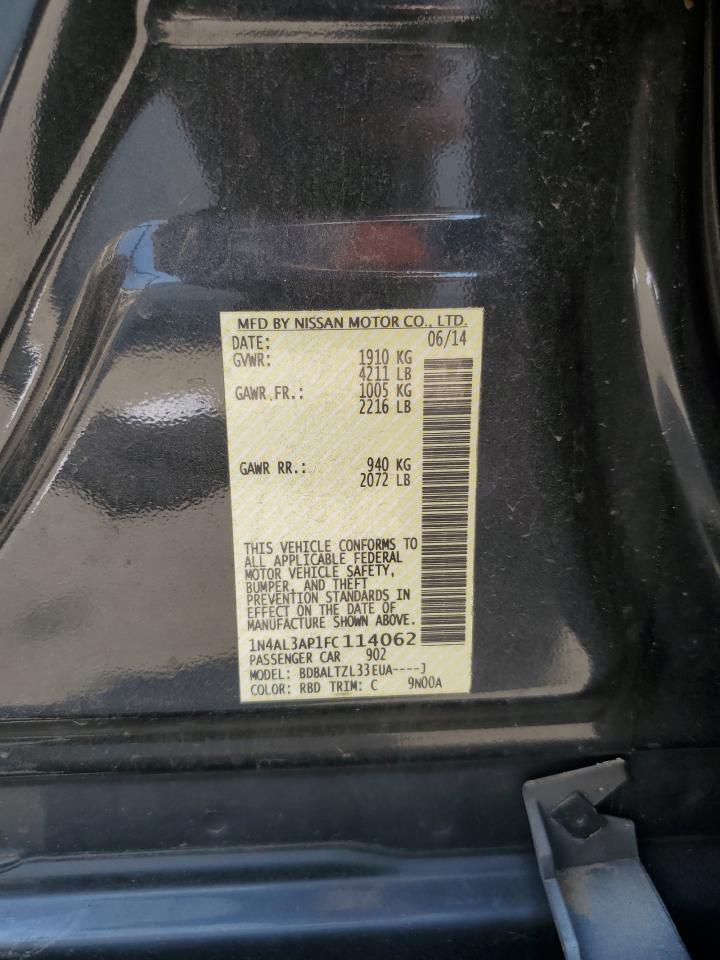 MFD BY NISSAN MOTOR CO., LTD.
DATE: 06/14
GVWR: 1910 KG
4211 LB
GAWR FR.: 1005 KG
2216 LB
GAWR RR.: 940 KG
2072 LB
THIS VEHICLE CONFORMS TO
ALL APPLICABLE FEDERAL
MOTOR VEHICLE SAFETY,
BUMPER, AND THEFT
PREVENTION STANDARDS IN
EFFECT ON THE DATE OF
MANUFACTURE SHOWN ABOVE.
1N4AL3AP1FC114062
PASSENGER CAR 902
MODEL: BDBALTZL33EUA----J
COLOR: RBD TRIM: C 9N00A